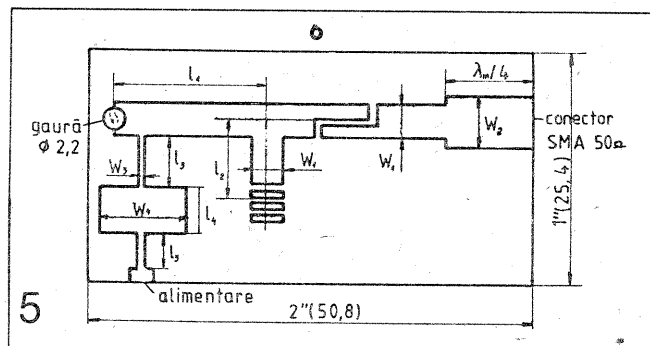 6
l₁
λₘ/4
gaură
φ 2,2
conector
SMA 50Ω
W₃
l₃
l₂
W₁
W₁
W₂
W₄
l₄
l₅
1"(25,4)
alimentare
2"(50,8)
5